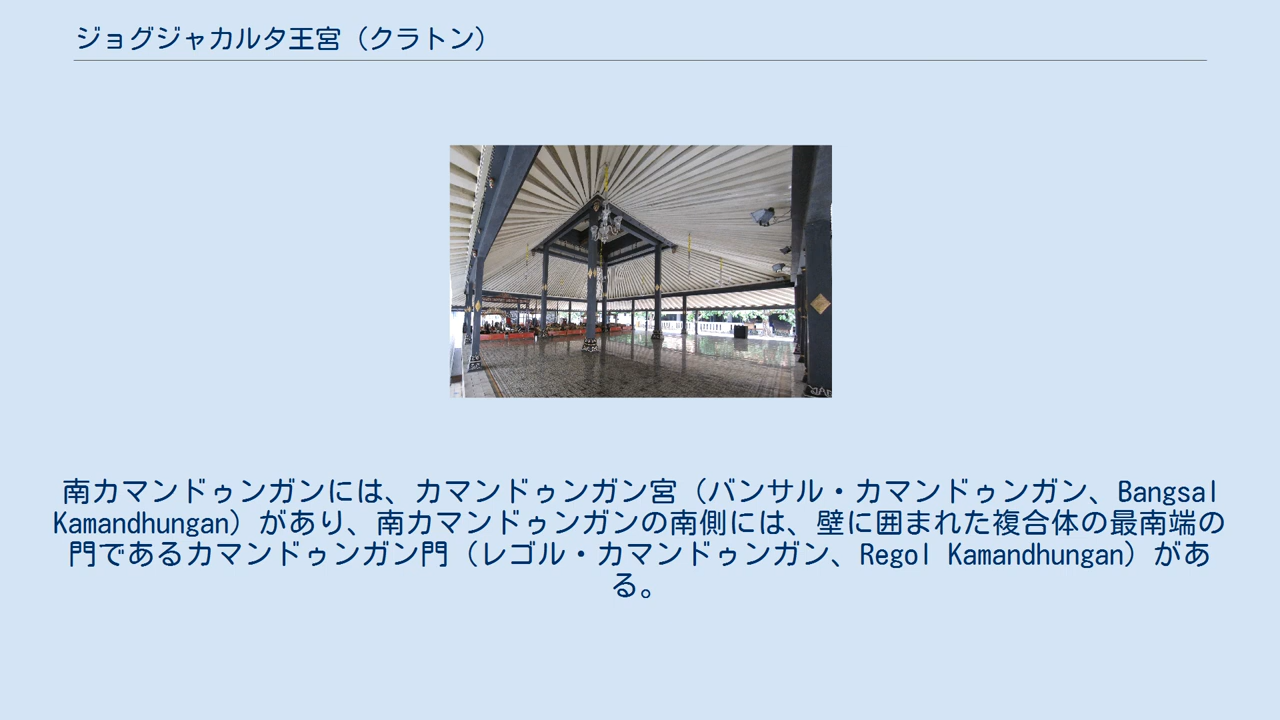 ジョグジャカルタ王宮（クラトン）
南カマンドゥンガンには、カマンドゥンガン宮（バンサル・カマンドゥンガン、Bangsal
Kamandhungan）があり、南カマンドゥンガンの南側には、壁に囲まれた複合体の最南端の
門であるカマンドゥンガン門（レゴル・カマンドゥンガン、Regol Kamandhungan）があ
る。